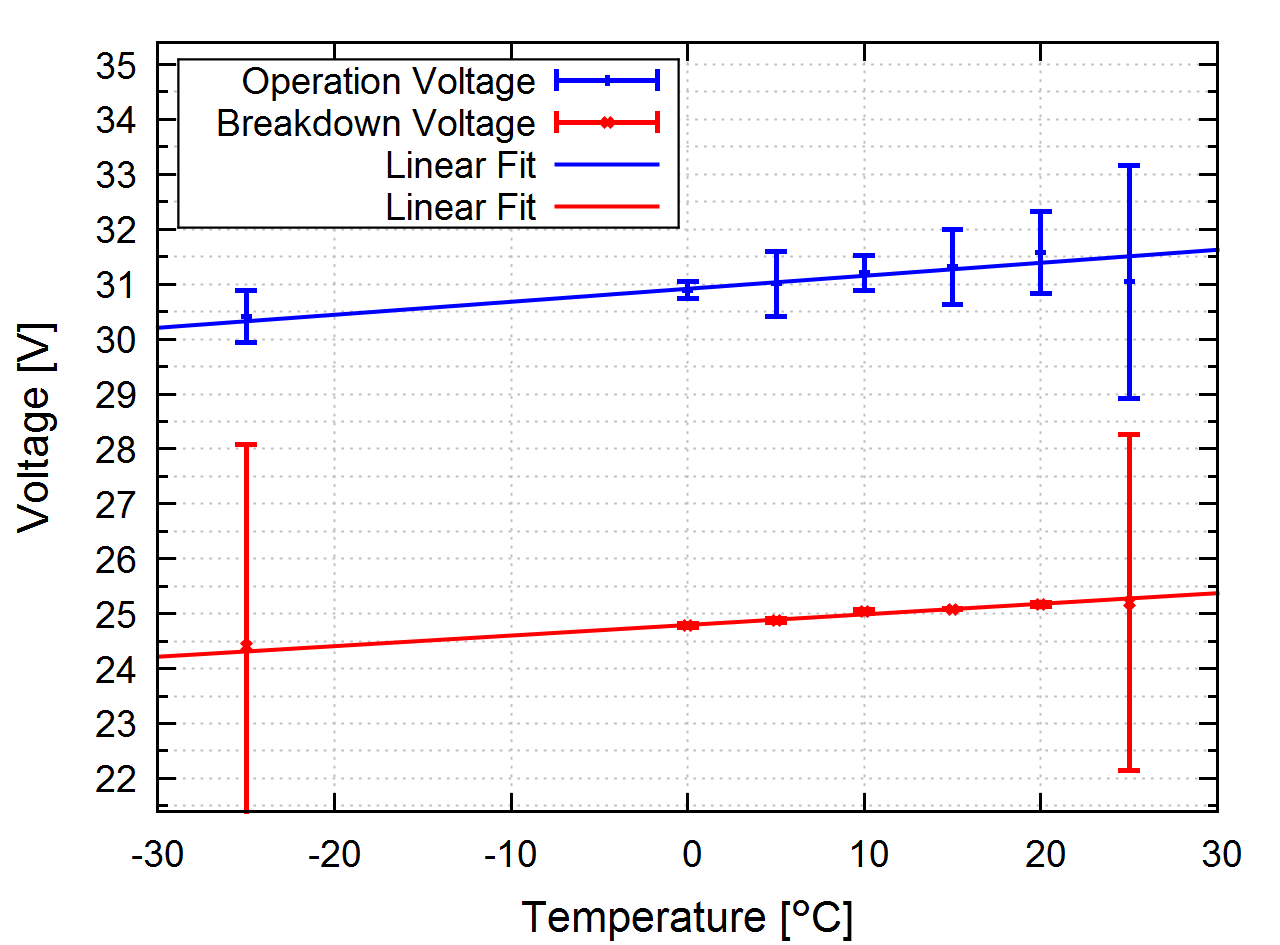 Operation Voltage
Breakdown Voltage
Linear Fit
Linear Fit
35
34
33
32
31
30
29
28
27
26
25
24
23
22
Voltage [V]
-30 -20 -10 0 10 20 30
Temperature [°C]